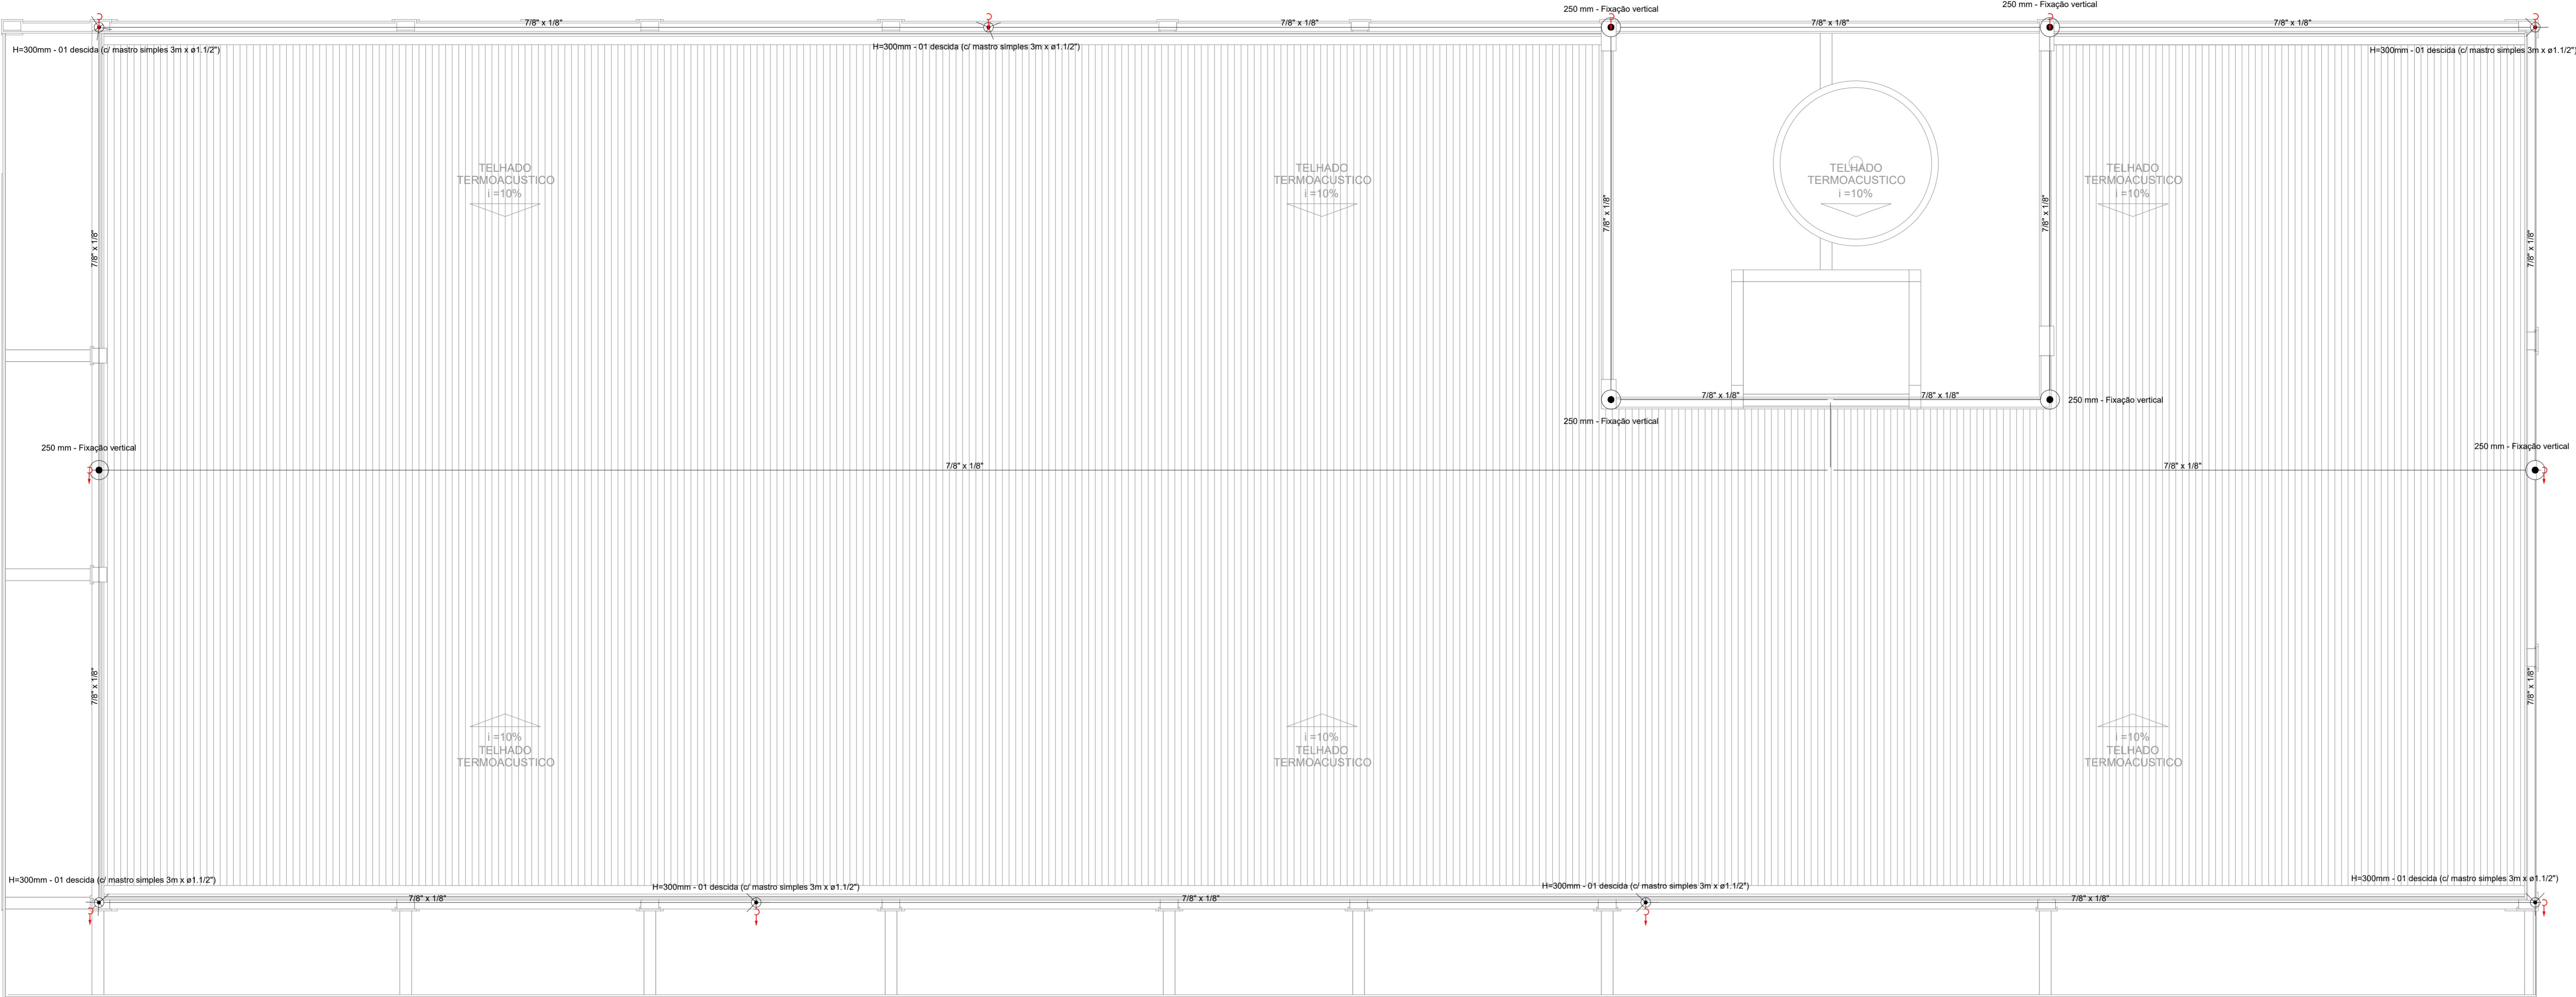 250 mm - Fixação vertical
250 mm - Fixação vertical
7/8" x 1/8"
7/8" x 1/8"
7/8" x 1/8"
7/8" x 1/8"
H=300mm - 01 descida (c/ mastro simples 3m x ø1.1/2")
H=300mm - 01 descida (c/ mastro simples 3m x ø1.1/2")
H=300mm - 01 descida (c/ mastro simples 3m x ø1.1/2")
TELHADO
TERMOACUSTICO
i =10%
TELHADO
TERMOACUSTICO
i =10%
TELHADO
TERMOACUSTICO
i =10%
TELHADO
TERMOACUSTICO
i =10%
7/8" x 1/8"
7/8" x 1/8"
7/8" x 1/8"
7/8" x 1/8"
7/8" x 1/8"
7/8" x 1/8"
250 mm - Fixação vertical
250 mm - Fixação vertical
250 mm - Fixação vertical
250 mm - Fixação vertical
7/8" x 1/8"
7/8" x 1/8"
7/8" x 1/8"
7/8" x 1/8"
i =10%
TELHADO
TERMOACUSTICO
i =10%
TELHADO
TERMOACUSTICO
i =10%
TELHADO
TERMOACUSTICO
H=300mm - 01 descida (c/ mastro simples 3m x ø1.1/2")
H=300mm - 01 descida (c/ mastro simples 3m x ø1.1/2")
H=300mm - 01 descida (c/ mastro simples 3m x ø1.1/2")
H=300mm - 01 descida (c/ mastro simples 3m x ø1.1/2")
7/8" x 1/8"
7/8" x 1/8"
7/8" x 1/8"